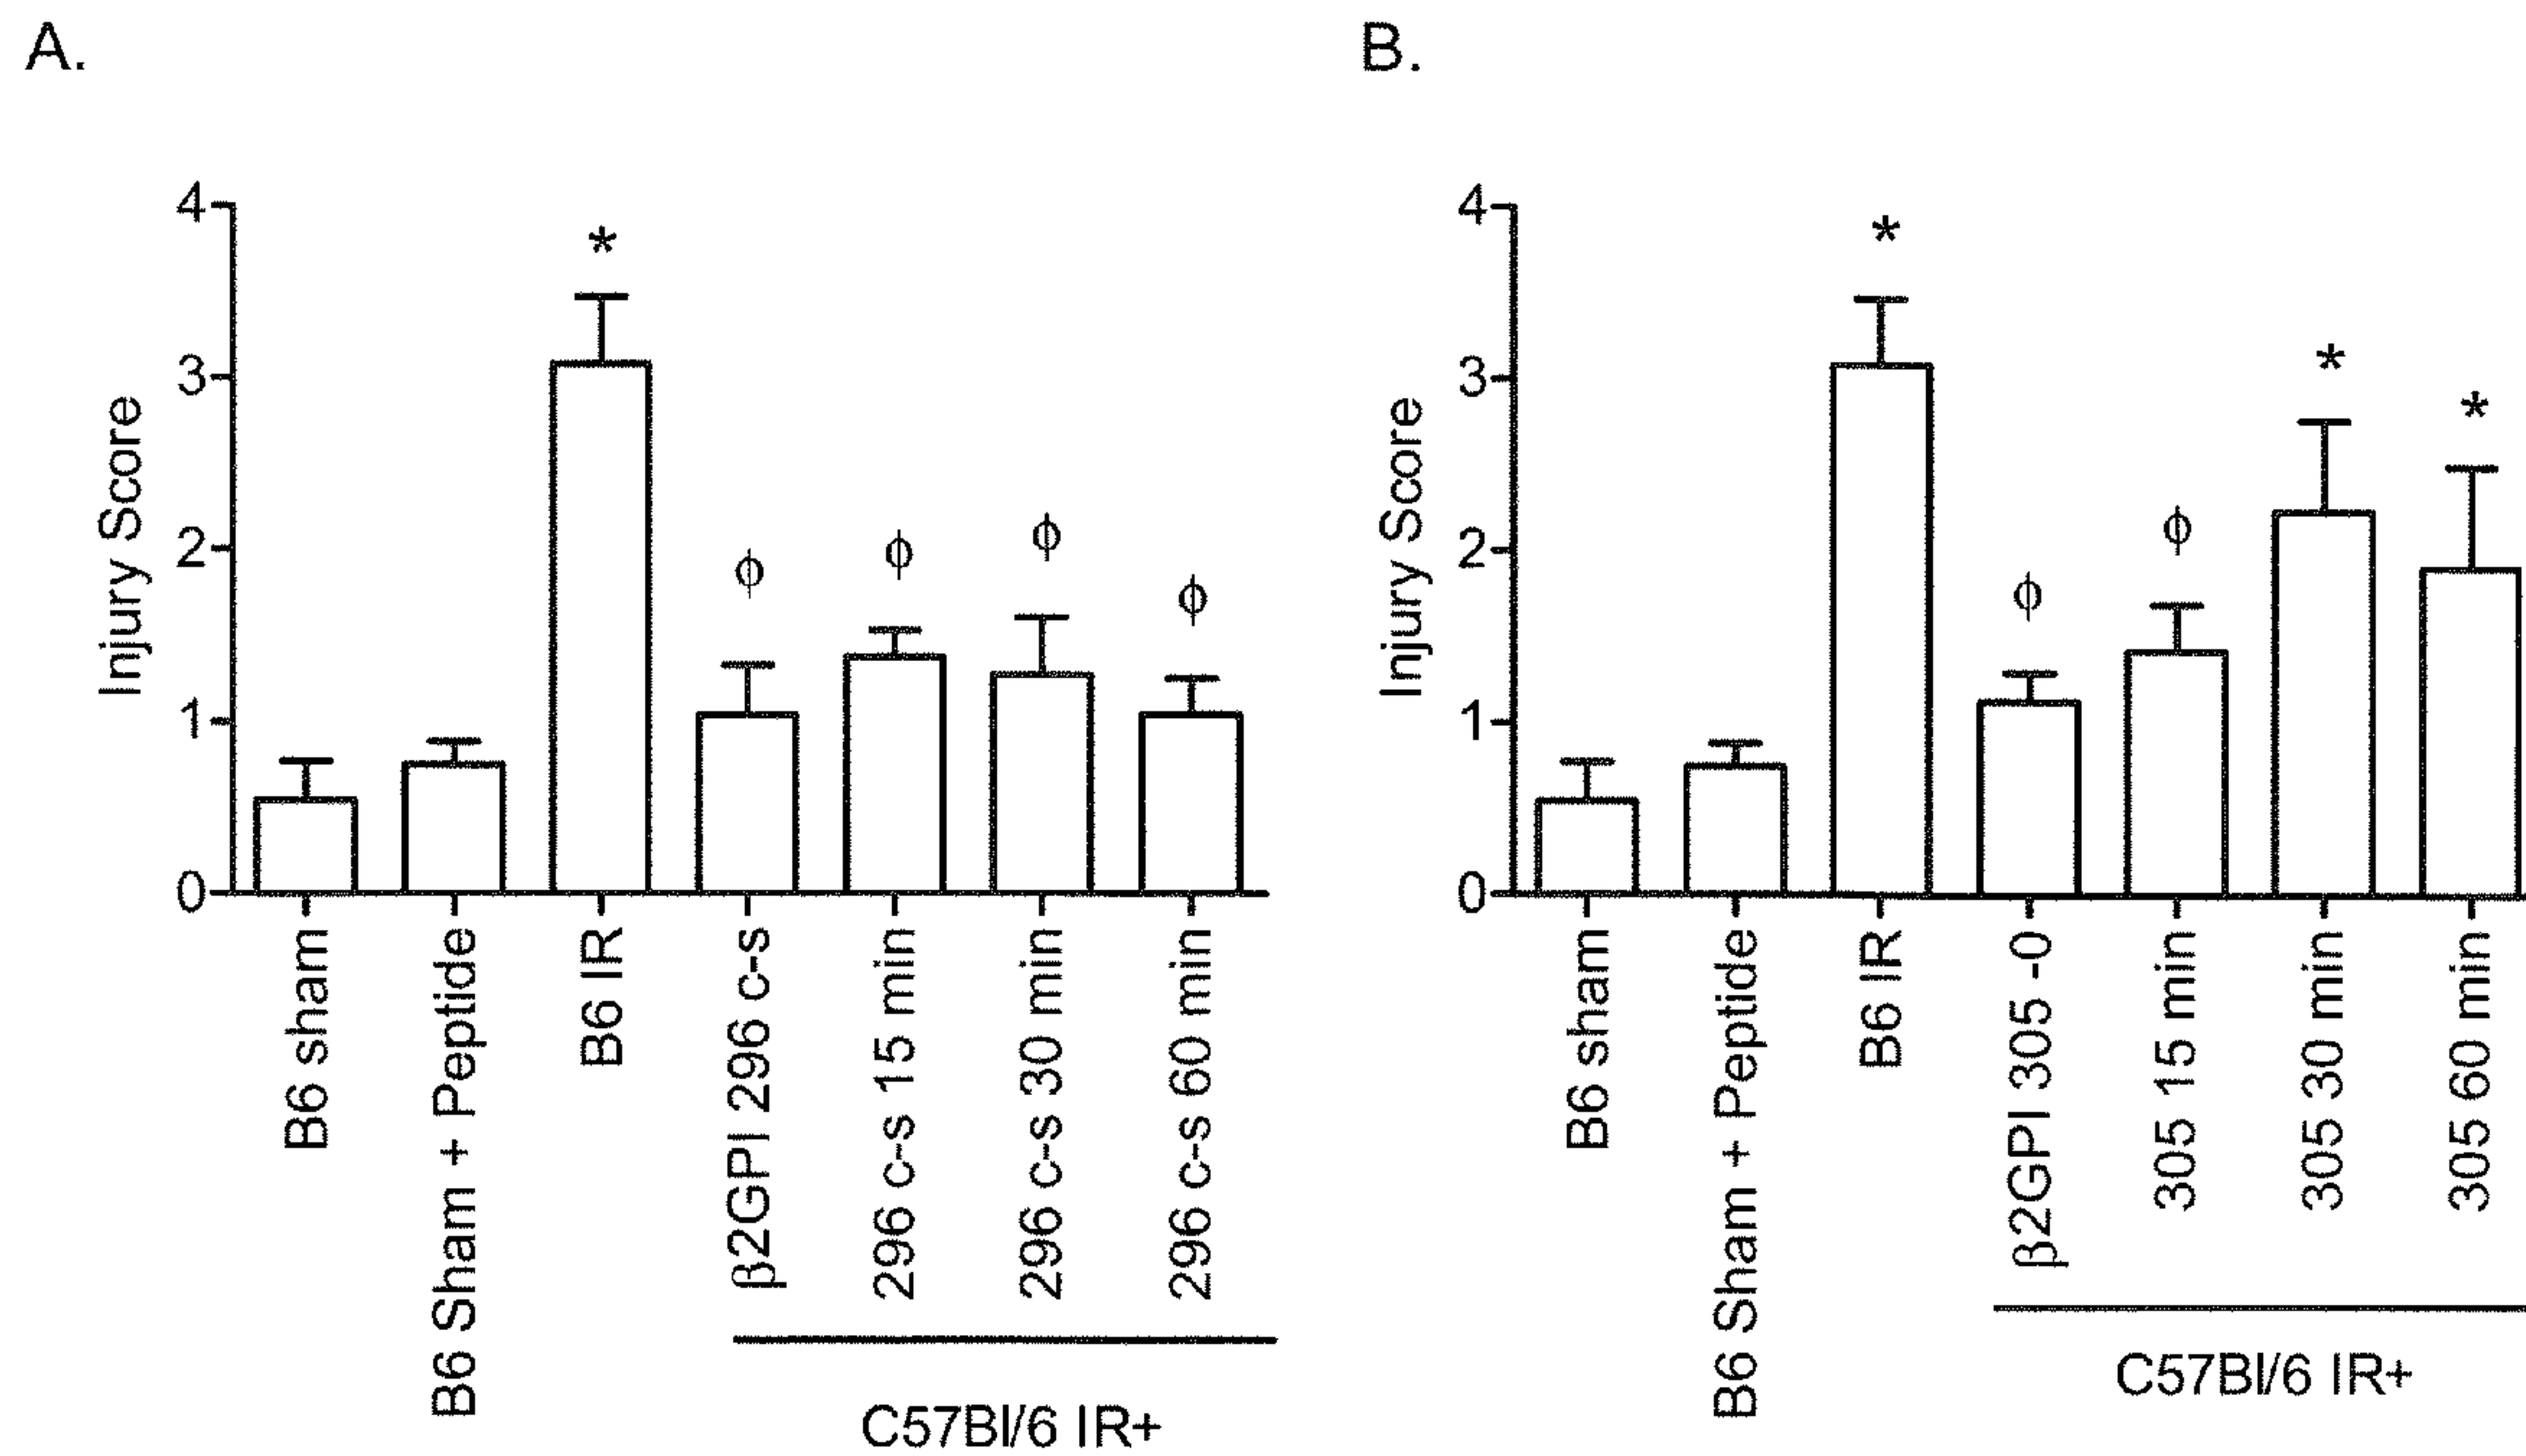 A.
Injury Score
4
3
2
1
0
*
ϕ
ϕ
ϕ
ϕ
B6 sham
B6 Sham + Peptide
B6 IR
β2GPI 296 c-s
296 c-s 15 min
296 c-s 30 min
296 c-s 60 min
C57Bl/6 IR+
B.
Injury Score
4
3
2
1
0
*
ϕ
ϕ
*
*
B6 sham
B6 Sham + Peptide
B6 IR
β2GPI 305 -0
305 15 min
305 30 min
305 60 min
C57Bl/6 IR+